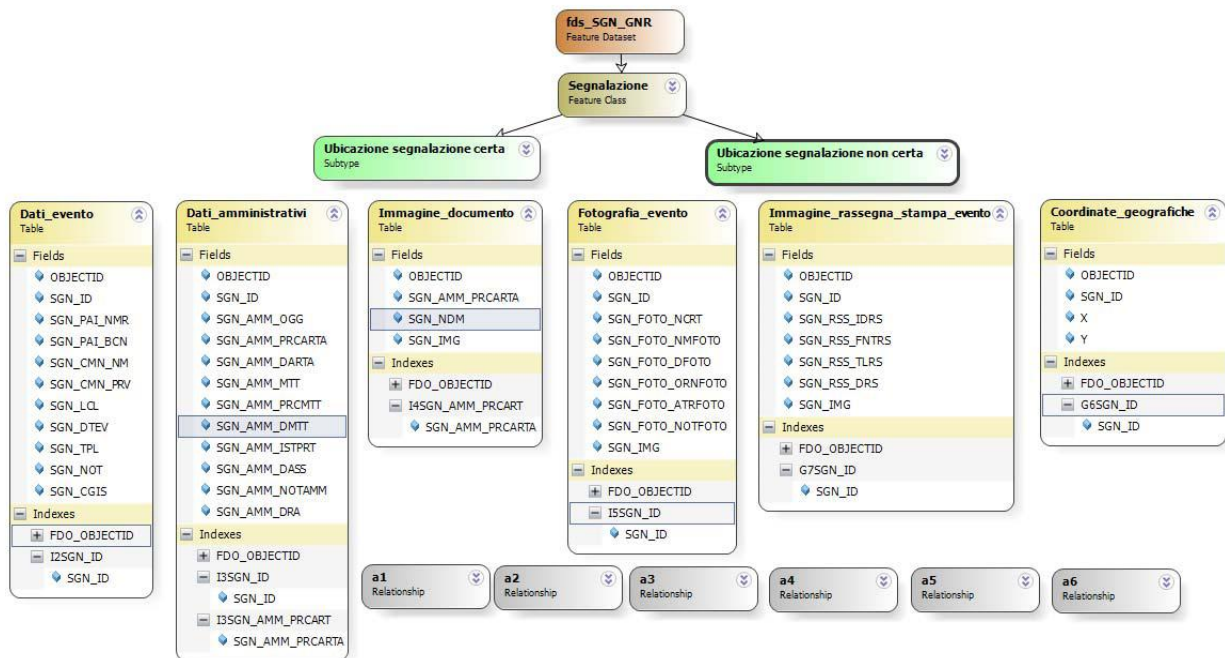 fds_SGN_GNR
Feature Dataset
Segnalazione
Feature Class
Ubicazione segnalazione certa
Subtype
Ubicazione segnalazione non certa
Subtype
Dati_evento
Table
Fields
OBJECTID
SGN_ID
SGN_PAI_NMR
SGN_PAI_BCN
SGN_CMN_NM
SGN_CMN_PRV
SGN_LCL
SGN_DTEV
SGN_TPL
SGN_NOT
SGN_CGIS
Indexes
FDO_OBJECTID
I2SGN_ID
SGN_ID
Dati_amministrativi
Table
Fields
OBJECTID
SGN_ID
SGN_AMM_OGG
SGN_AMM_PRCARTA
SGN_AMM_DARTA
SGN_AMM_MTT
SGN_AMM_PRCMTT
SGN_AMM_DMTT
SGN_AMM_ISTPRT
SGN_AMM_DASS
SGN_AMM_NOTAMM
SGN_AMM_DRA
Indexes
FDO_OBJECTID
I3SGN_ID
SGN_ID
I3SGN_AMM_PRCART
SGN_AMM_PRCARTA
Immagine_documento
Table
Fields
OBJECTID
SGN_AMM_PRCARTA
SGN_NDM
SGN_IMG
Indexes
FDO_OBJECTID
I4SGN_AMM_PRCART
SGN_AMM_PRCARTA
Fotografia_evento
Table
Fields
OBJECTID
SGN_ID
SGN_FOTO_NCRT
SGN_FOTO_NMFOTO
SGN_FOTO_DFOTO
SGN_FOTO_ORNFOTO
SGN_FOTO_ATRFOTO
SGN_FOTO_NOTFOTO
SGN_IMG
Indexes
FDO_OBJECTID
I5SGN_ID
SGN_ID
Immagine_rassegna_stampa_evento
Table
Fields
OBJECTID
SGN_ID
SGN_RSS_IDRS
SGN_RSS_FNTRS
SGN_RSS_TLRS
SGN_RSS_DRS
SGN_IMG
Indexes
FDO_OBJECTID
G7SGN_ID
SGN_ID
Coordinate_geografiche
Table
Fields
OBJECTID
SGN_ID
X
Y
Indexes
FDO_OBJECTID
G6SGN_ID
SGN_ID
a1
Relationship
a2
Relationship
a3
Relationship
a4
Relationship
a5
Relationship
a6
Relationship